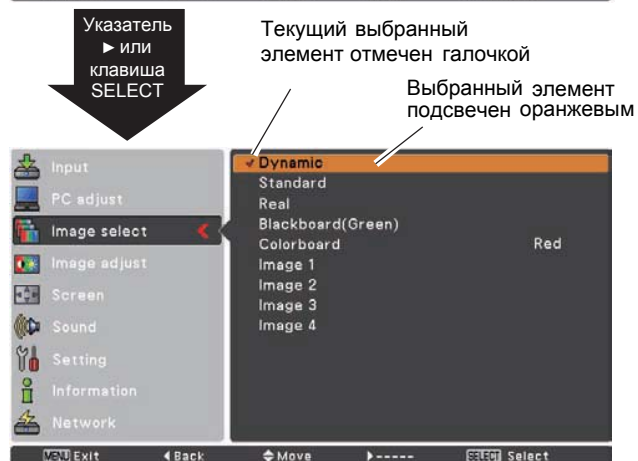 Указатель
► или
клавиша
SELECT
Текущий выбранный
элемент отмечен галочкой
Выбранный элемент
подсвечен оранжевым
Input
PC adjust
Image select
Image adjust
Screen
Sound
Setting
Information
Network
✓Dynamic
Standard
Real
Blackboard(Green)
Colorboard Red
Image 1
Image 2
Image 3
Image 4
MENU Exit ◄Back Move ►----- SELECT Select